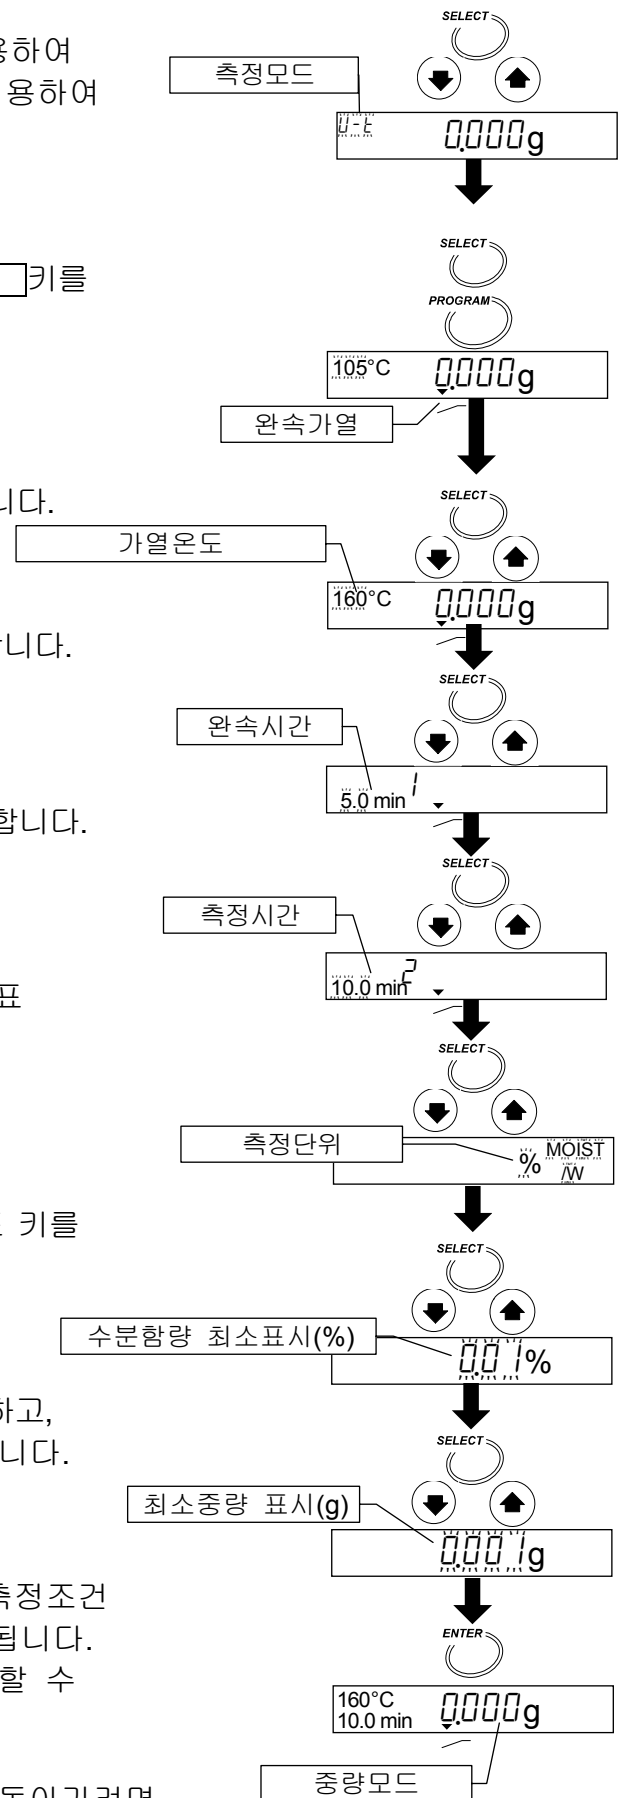 SELECT
용하여
측정모드
용하여
U-t 0.000g
SELECT
키를
PROGRAM
105°C 0.000g
완속가열
니다.
SELECT
가열온도
160°C 0.000g
니다.
SELECT
완속시간
5.0 min 1
합니다.
SELECT
측정시간
표
10.0 min 2
SELECT
측정단위
% MOIST
/W
키를
SELECT
수분함량 최소표시(%)
0.01%
하고,
SELECT
니다.
최소중량 표시(g)
0.001g
측정조건
ENTER
됩니다.
할 수
160°C 0.000g
10.0 min
중량모드